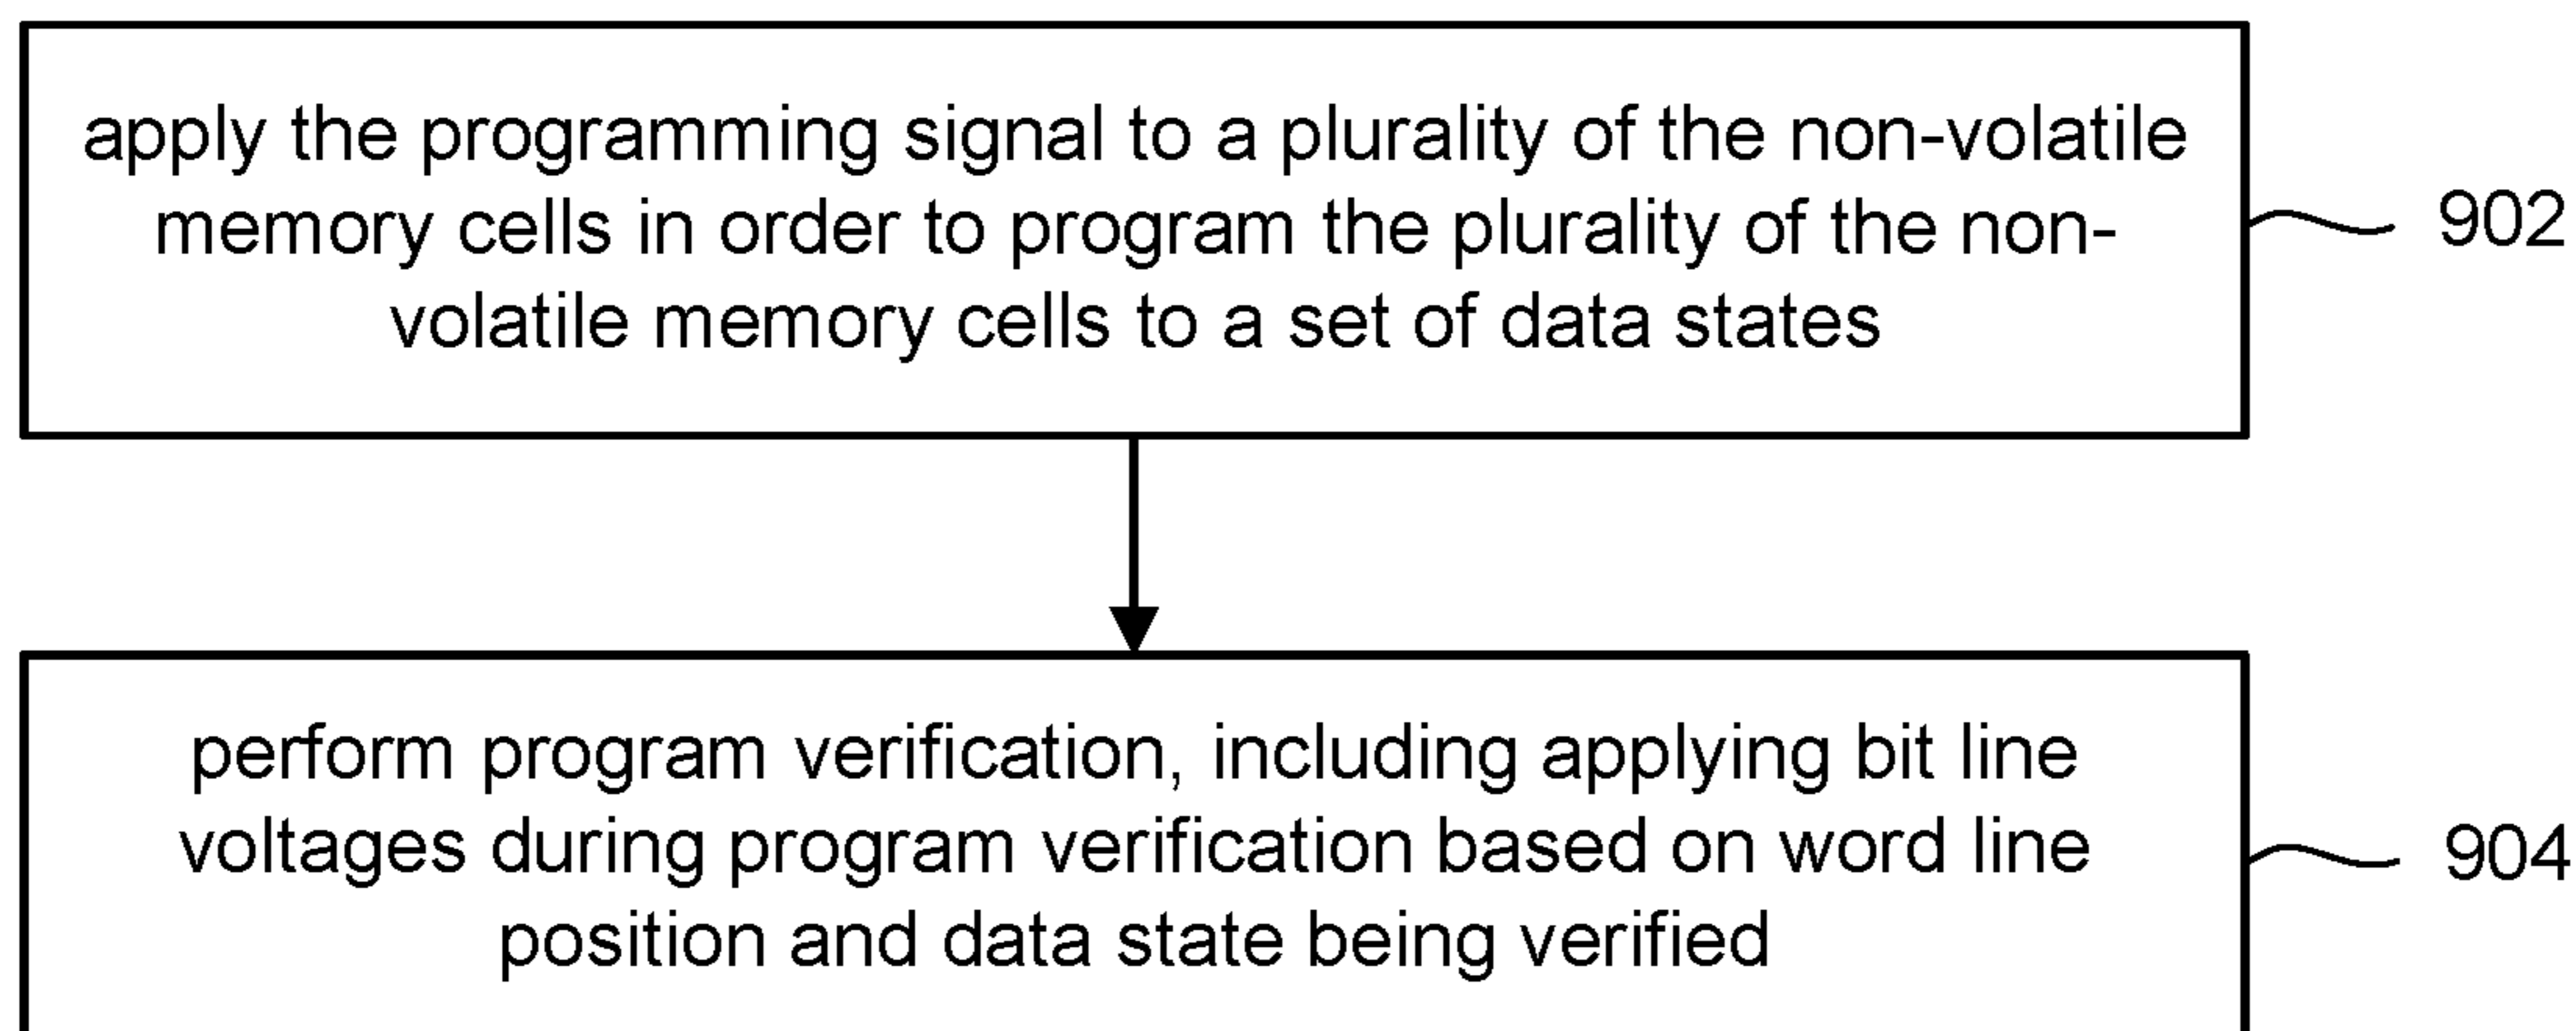 apply the programming signal to a plurality of the non-volatile
memory cells in order to program the plurality of the non-
volatile memory cells to a set of data states
902
perform program verification, including applying bit line
voltages during program verification based on word line
position and data state being verified
904